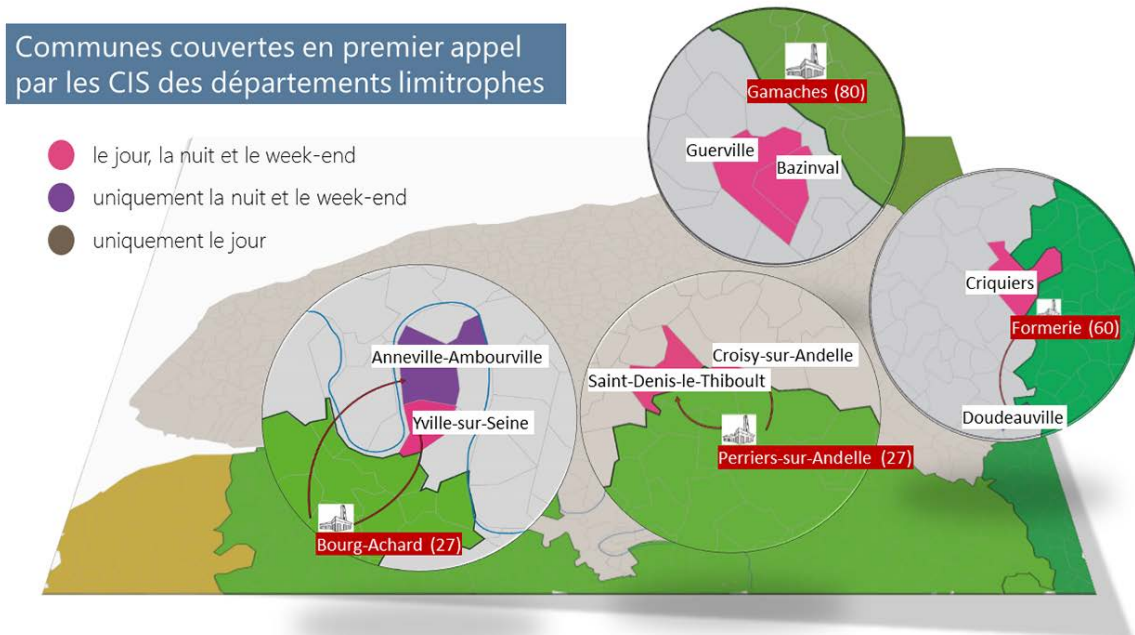 Communes couvertes en premier appel
par les CIS des départements limitrophes
le jour, la nuit et le week-end
uniquement la nuit et le week-end
uniquement le jour
Gamaches (80)
Guerville
Bazinval
Criquiers
Formerie (60)
Doudeauville
Anneville-Ambourville
Yville-sur-Seine
Bourg-Achard (27)
Croisy-sur-Andelle
Saint-Denis-le-Thiboult
Perriers-sur-Andelle (27)